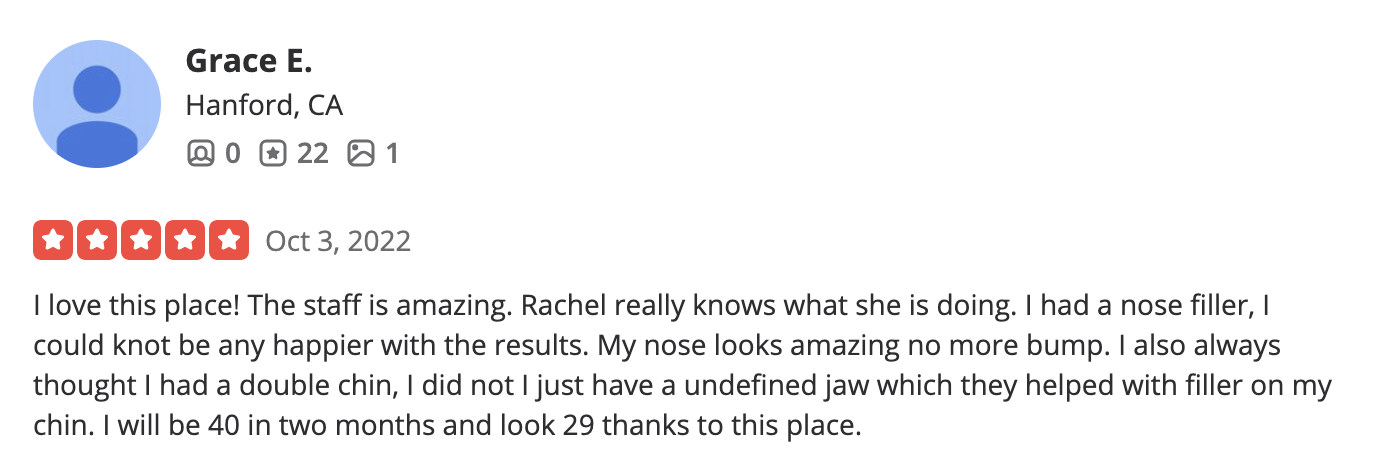 Grace E.
Hanford, CA
0 22 1
Oct 3, 2022
I love this place! The staff is amazing. Rachel really knows what she is doing. I had a nose filler, I
could knot be any happier with the results. My nose looks amazing no more bump. I also always
thought I had a double chin, I did not I just have a undefined jaw which they helped with filler on my
chin. I will be 40 in two months and look 29 thanks to this place.